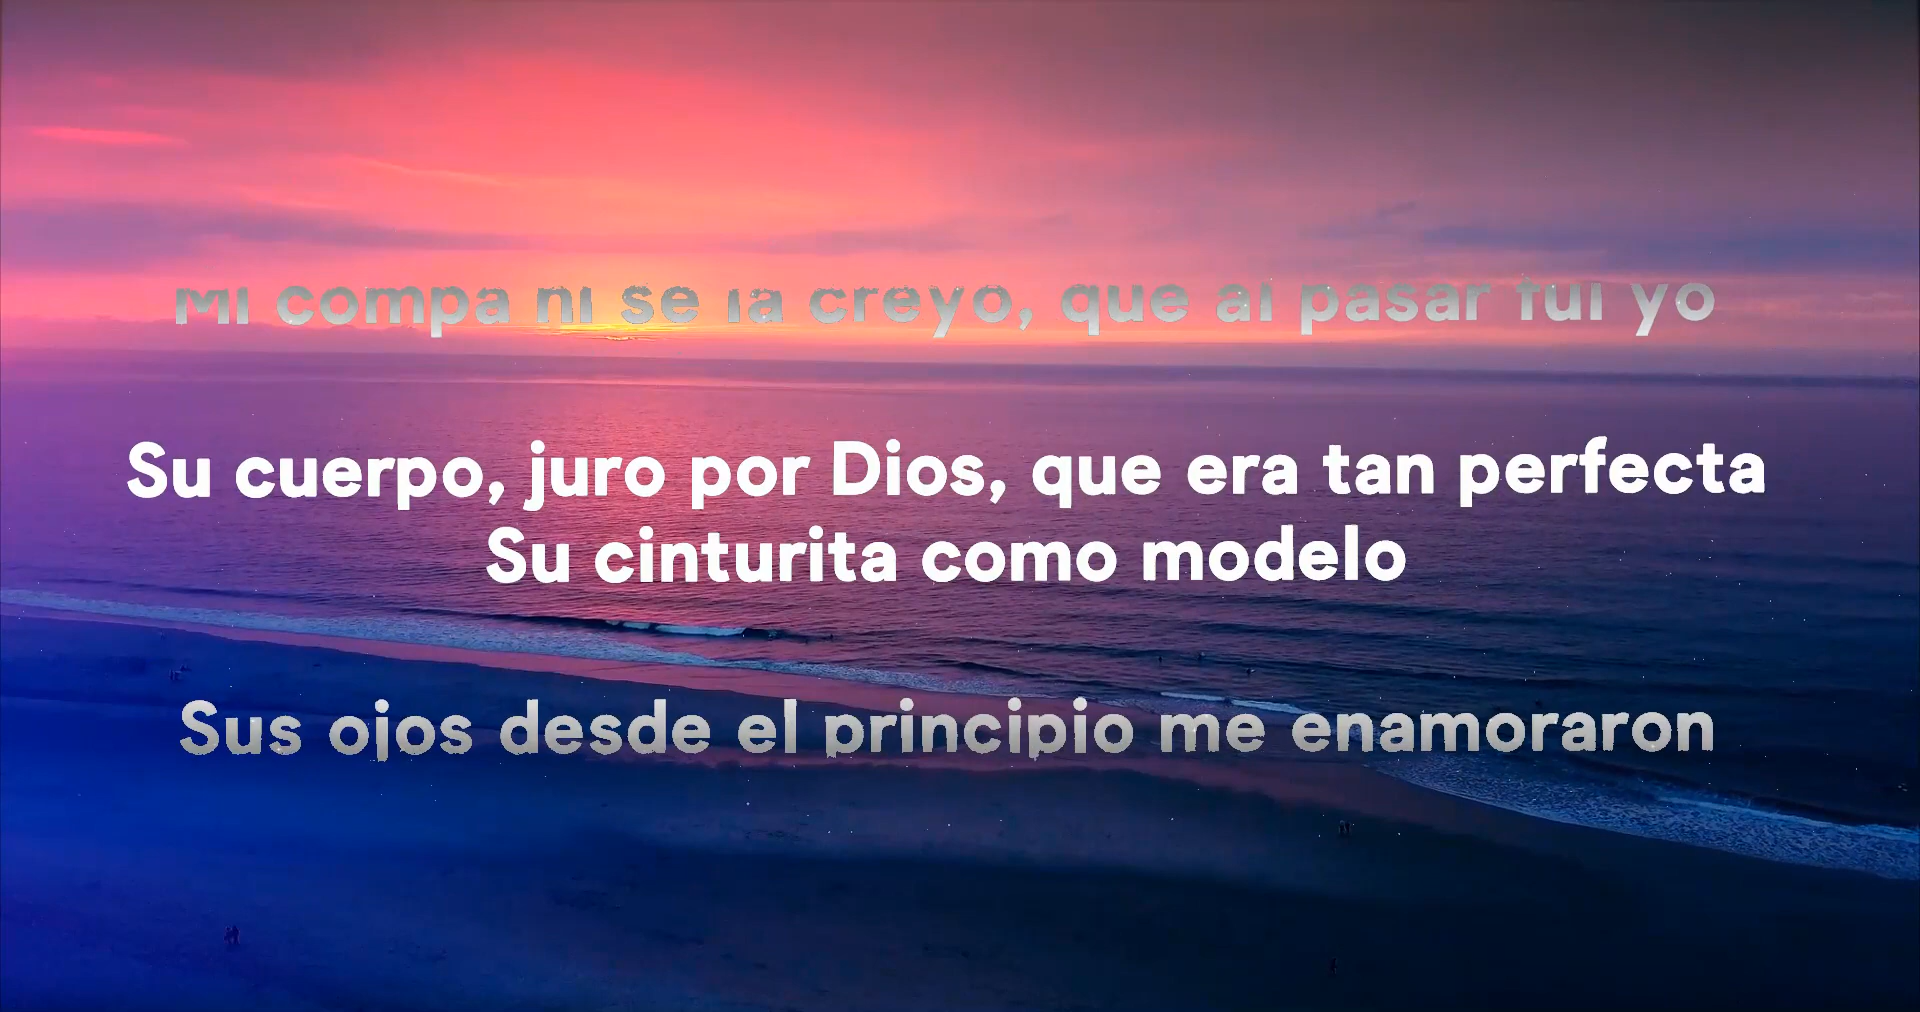 Mi compa ni se la creyo, que al pasar fui yo
Su cuerpo, juro por Dios, que era tan perfecta
Su cinturita como modelo
Sus ojos desde el principio me enamoraron